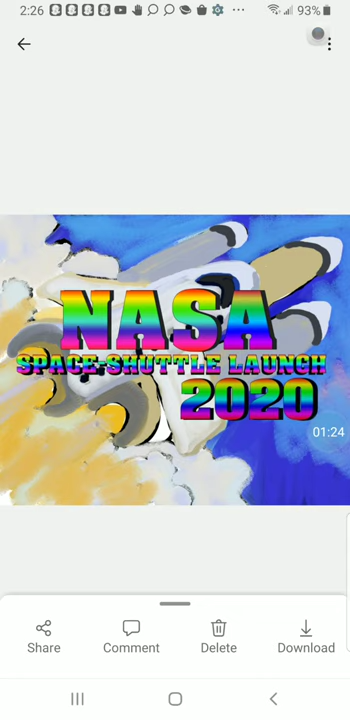 2:26
93%
NASA
SPACE-SHUTTLE LAUNCH
2020
01:24
Share
Comment
Delete
Download